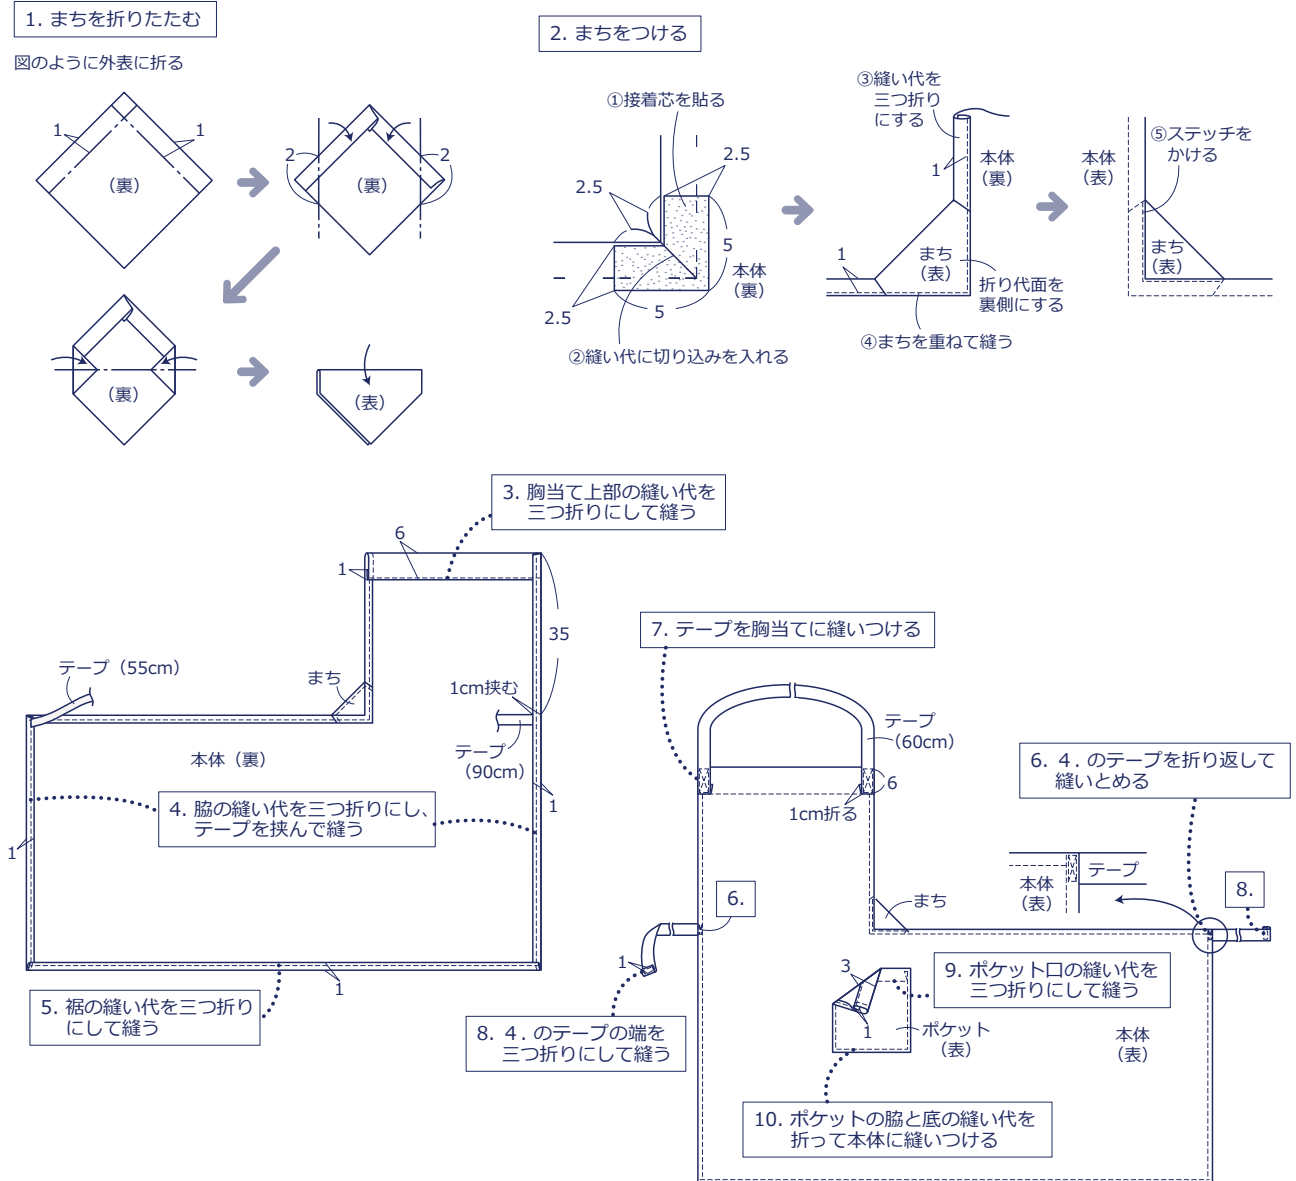 1. まちを折りたたむ
図のように外表に折る
1
1
（裏）
2
2
（裏）
（裏）
（表）
2. まちをつける
①接着芯を貼る
2.5
2.5
5
本体
（裏）
2.5
5
②縫い代に切り込みを入れる
③縫い代を
三つ折り
にする
1
本体
（裏）
1
まち
（表）
折り代面を
裏側にする
④まちを重ねて縫う
本体
（表）
⑤ステッチを
かける
まち
（表）
3. 胸当て上部の縫い代を
三つ折りにして縫う
6
1
35
テープ（55cm）
まち
1cm挟む
本体（裏）
テープ
（90cm）
1
4. 脇の縫い代を三つ折りにし、
テープを挟んで縫う
1
1
5. 裾の縫い代を三つ折り
にして縫う
7. テープを胸当てに縫いつける
テープ
（60cm）
6
1cm折る
6. ４. のテープを折り返して
縫いとめる
本体
（表）
テープ
8.
6.
まち
1
8. ４. のテープの端を
三つ折りにして縫う
3
1
9. ポケット口の縫い代を
三つ折りにして縫う
ポケット
（表）
本体
（表）
10. ポケットの脇と底の縫い代を
折って本体に縫いつける